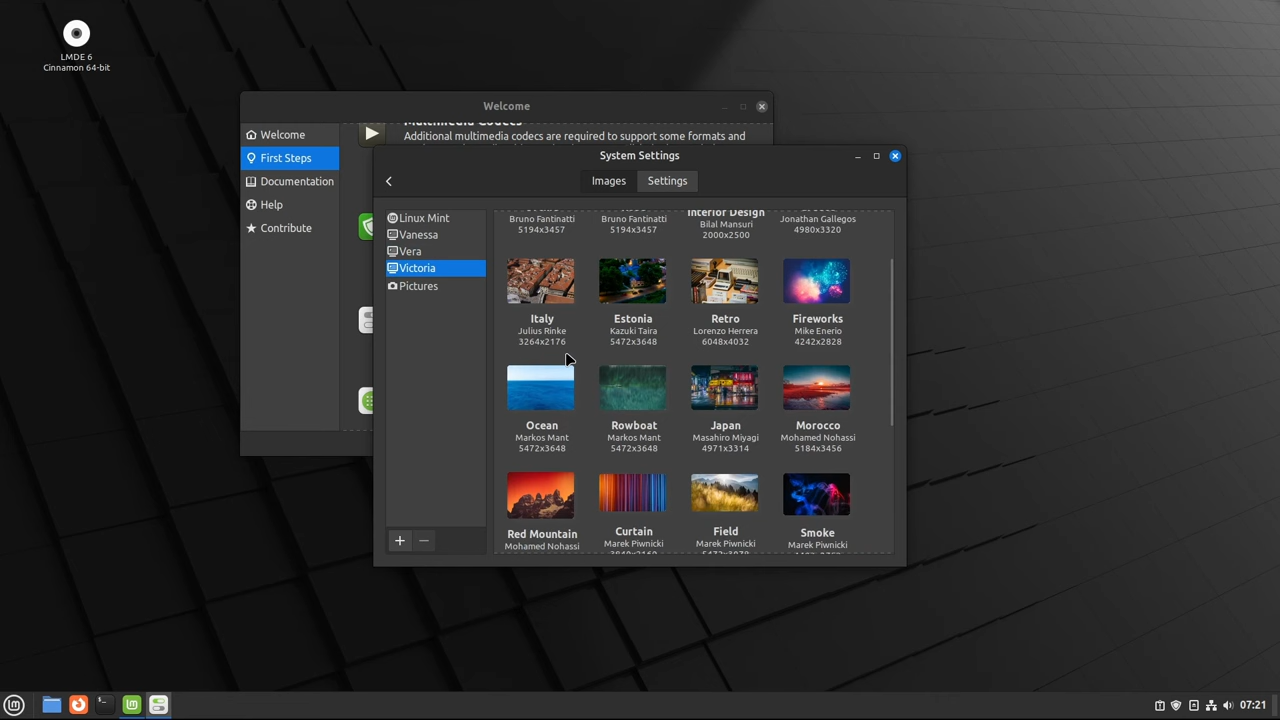 LMDE 6
Cinnamon 64-bit
Welcome
Welcome
First Steps
Documentation
Help
Contribute
Additional multimedia codecs are required to support some formats and
System Settings
Images
Settings
Linux Mint
Vanessa
Vera
Victoria
Pictures
Bruno Fantinatti
5194x3457
Bruno Fantinatti
5194x3457
Interior Design
Bilal Mansuri
2000x2500
Jonathan Gallegos
4980x3320
Italy
Julius Rinke
3264x2176
Estonia
Kazuki Taira
5472x3648
Retro
Lorenzo Herrera
6048x4032
Fireworks
Mike Enerio
4242x2828
Ocean
Markos Mant
5472x3648
Rowboat
Markos Mant
5472x3648
Japan
Masahiro Miyagi
4971x3314
Morocco
Mohamed Nohassi
5184x3456
Red Mountain
Mohamed Nohassi
Curtain
Marek Piwnicki
Field
Marek Piwnicki
Smoke
Marek Piwnicki
07:21